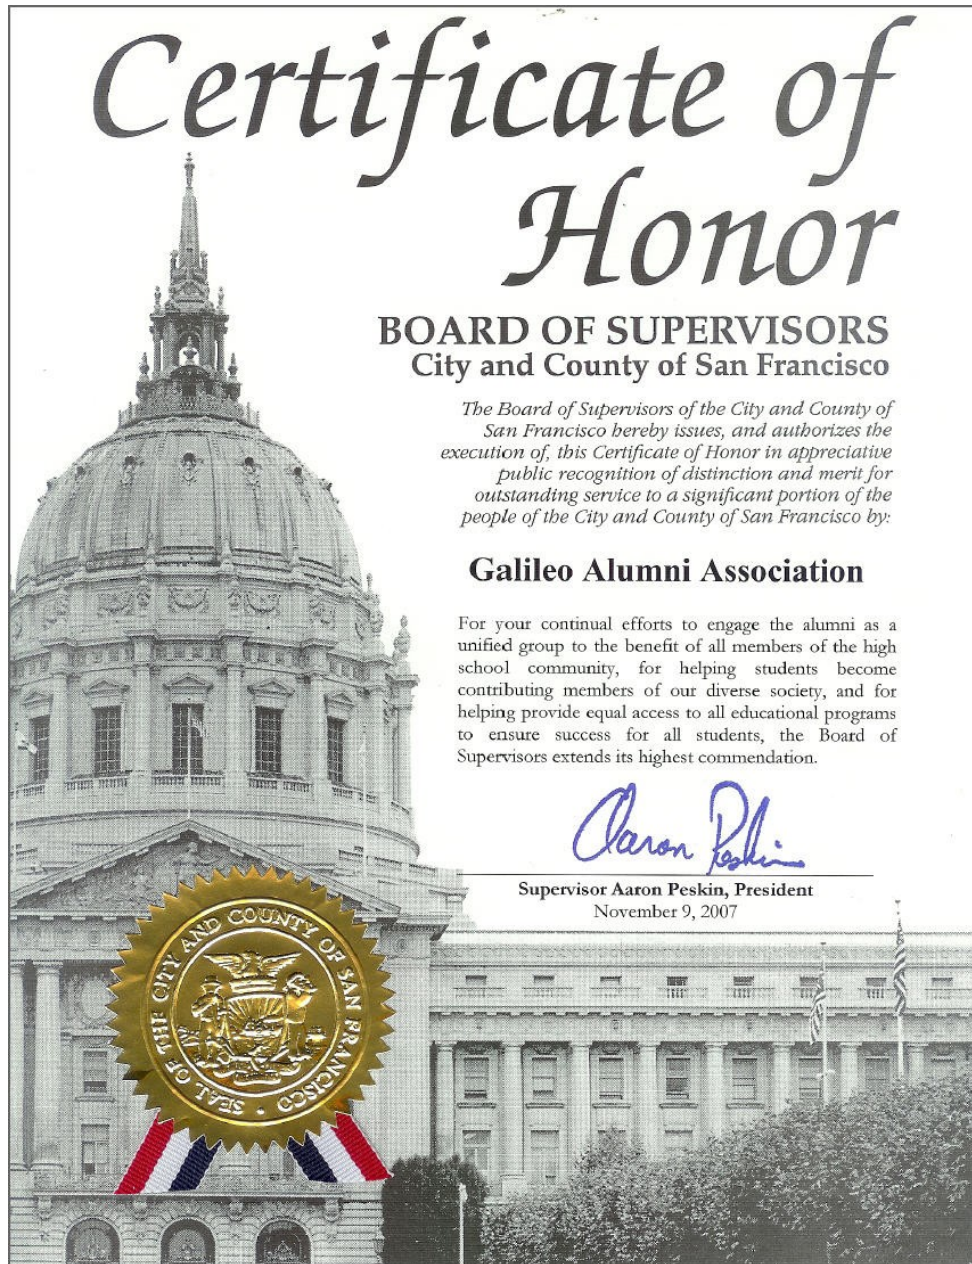 Certificate of
Honor
BOARD OF SUPERVISORS
City and County of San Francisco
The Board of Supervisors of the City and County of
San Francisco hereby issues, and authorizes the
execution of, this Certificate of Honor in appreciative
public recognition of distinction and merit for
outstanding service to a significant portion of the
people of the City and County of San Francisco by:
Galileo Alumni Association
For your continual efforts to engage the alumni as a
unified group to the benefit of all members of the high
school community, for helping students become
contributing members of our diverse society, and for
helping provide equal access to all educational programs
to ensure success for all students, the Board of
Supervisors extends its highest commendation.
Aaron Peskin
Supervisor Aaron Peskin, President
November 9, 2007
SEAL OF THE CITY AND COUNTY OF SAN FRANCISCO